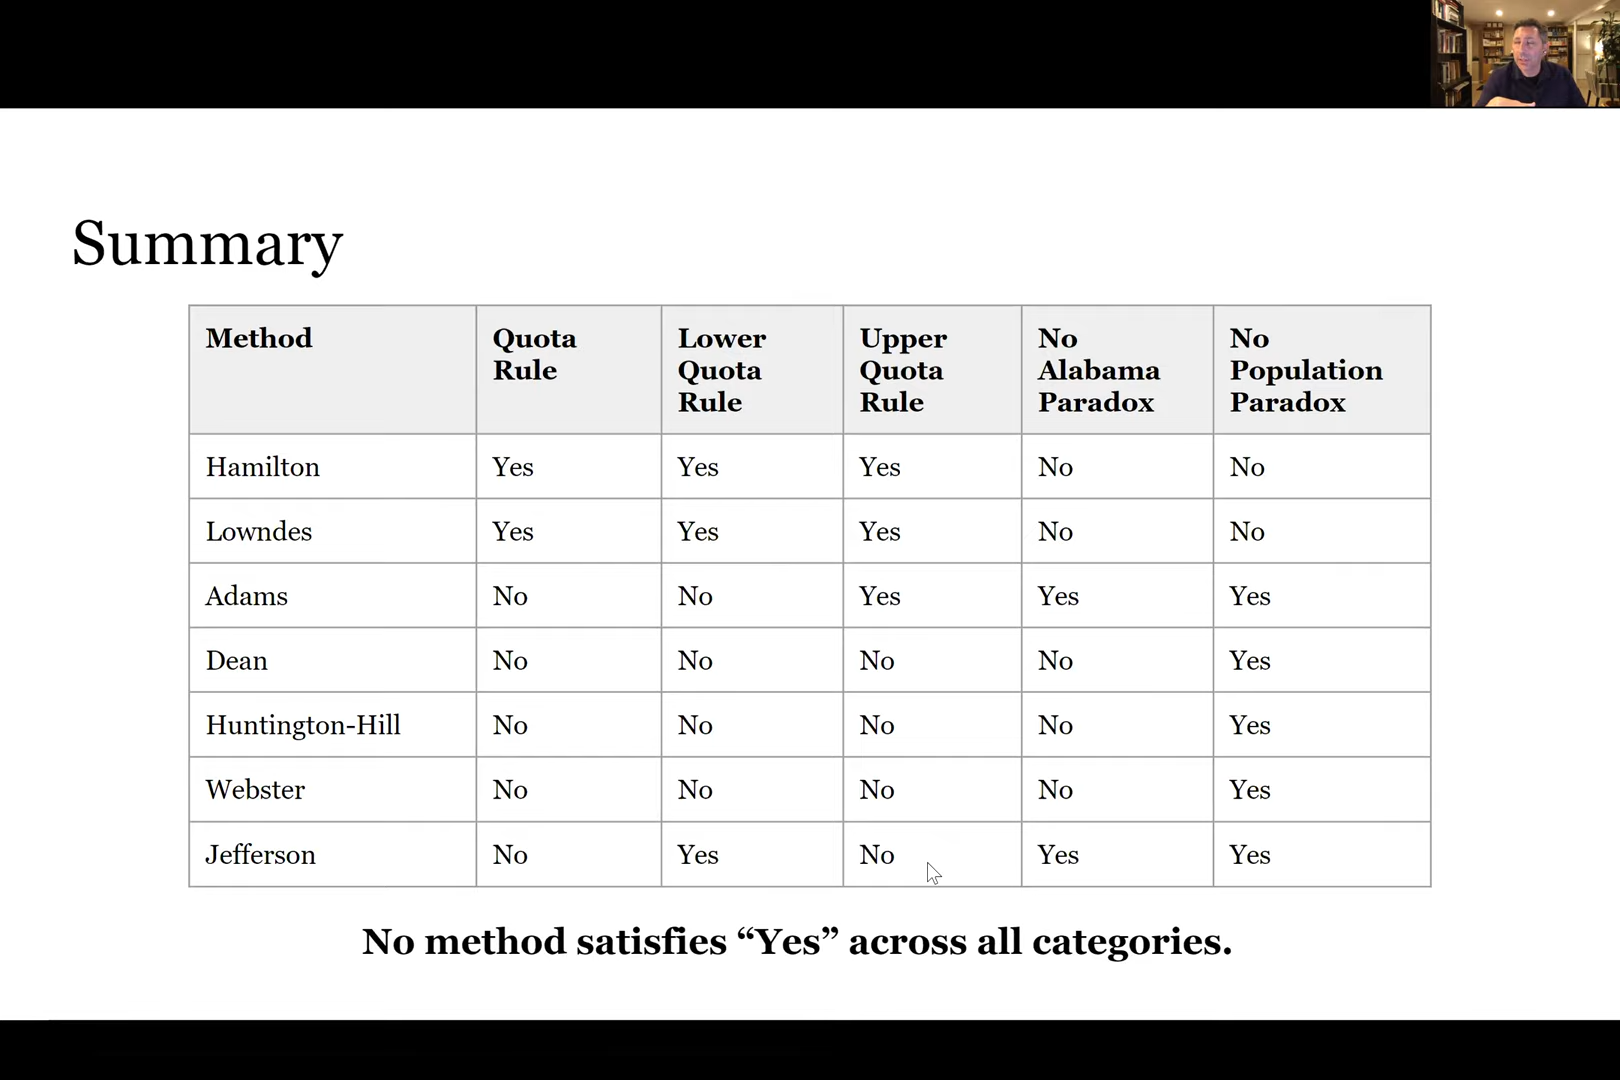 Summary
Method
Quota
Rule
Lower
Quota
Rule
Upper
Quota
Rule
No
Alabama
Paradox
No
Population
Paradox
Hamilton Yes Yes Yes No No
Lowndes Yes Yes Yes No No
Adams No No Yes Yes Yes
Dean No No No No Yes
Huntington-Hill No No No No Yes
Webster No No No No Yes
Jefferson No Yes No Yes Yes
No method satisfies “Yes” across all categories.